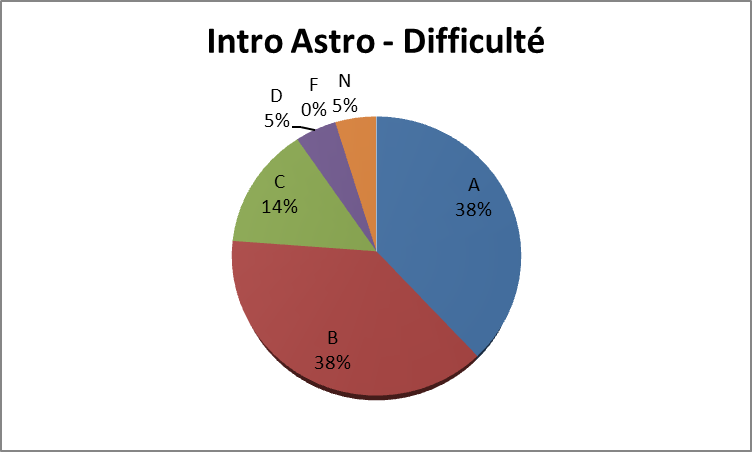 Intro Astro - Difficulté
A
38%
B
38%
C
14%
D
5%
F
0%
N
5%